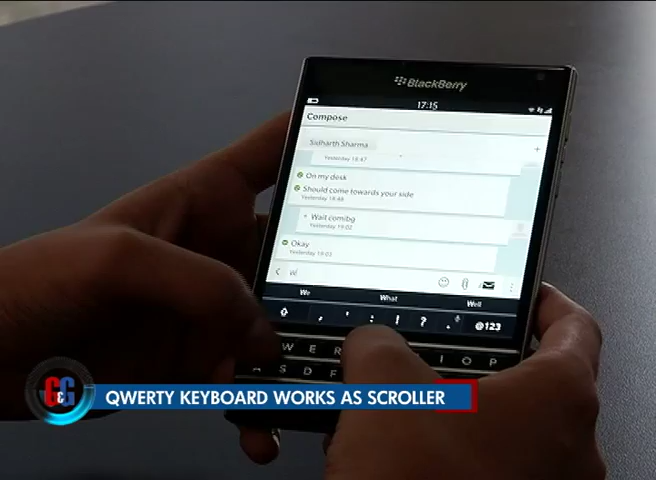 BlackBerry
17:15
Compose
Sidharth Sharma
Yesterday 18:47
On my desk
Should come towards your side
Yesterday 18:48
Wait comibg
Yesterday 19:02
Okay
Yesterday 19:03
W
We What Well
, ' : ! ? . @123
W E R I O P
S D F
G&G QWERTY KEYBOARD WORKS AS SCROLLER